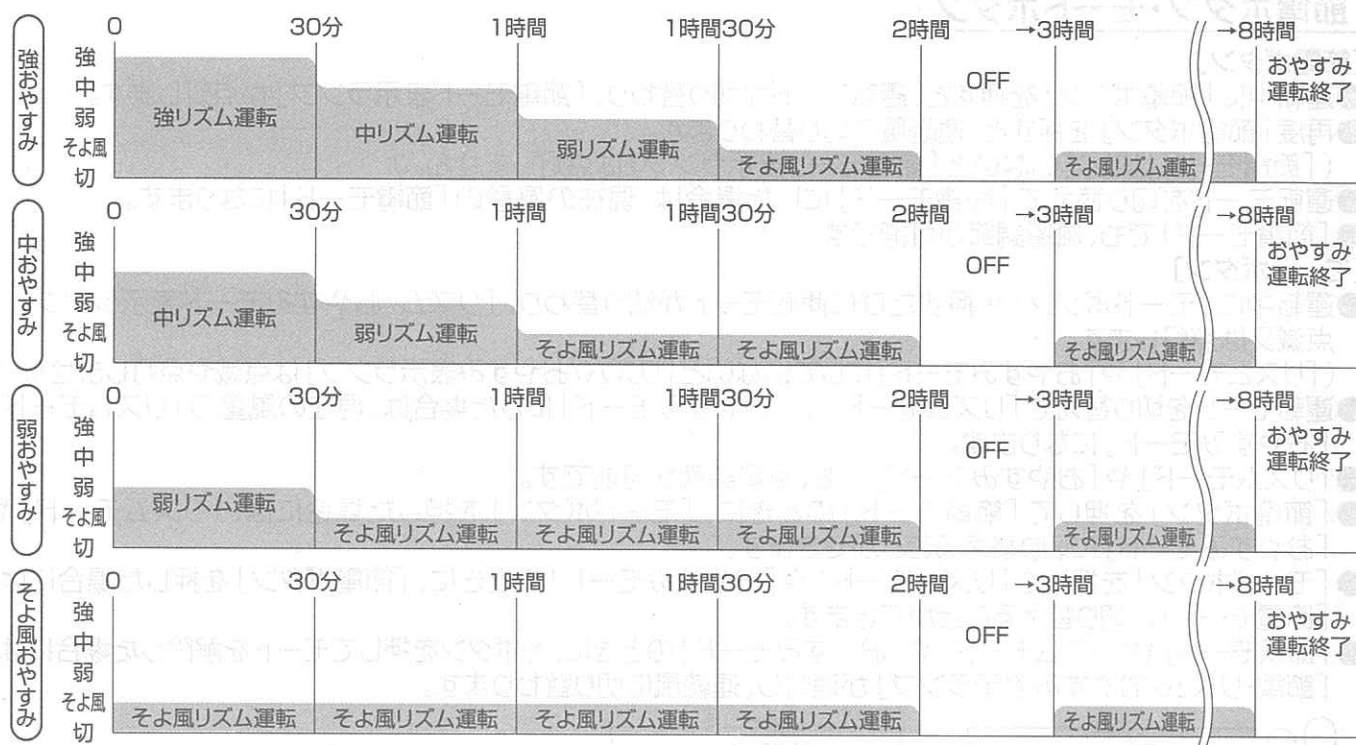 強おやすみ
0 30分 1時間 1時間30分 2時間 →3時間 →8時間
強
中
弱
そよ風
切
強リズム運転
中リズム運転
弱リズム運転
そよ風リズム運転
OFF
そよ風リズム運転
おやすみ
運転終了
中おやすみ
0 30分 1時間 1時間30分 2時間 →3時間 →8時間
強
中
弱
そよ風
切
中リズム運転
弱リズム運転
そよ風リズム運転
そよ風リズム運転
OFF
そよ風リズム運転
おやすみ
運転終了
弱おやすみ
0 30分 1時間 1時間30分 2時間 →3時間 →8時間
強
中
弱
そよ風
切
弱リズム運転
そよ風リズム運転
そよ風リズム運転
そよ風リズム運転
OFF
そよ風リズム運転
おやすみ
運転終了
そよ風おやすみ
0 30分 1時間 1時間30分 2時間 →3時間 →8時間
強
中
弱
そよ風
切
そよ風リズム運転
そよ風リズム運転
そよ風リズム運転
そよ風リズム運転
OFF
そよ風リズム運転
おやすみ
運転終了